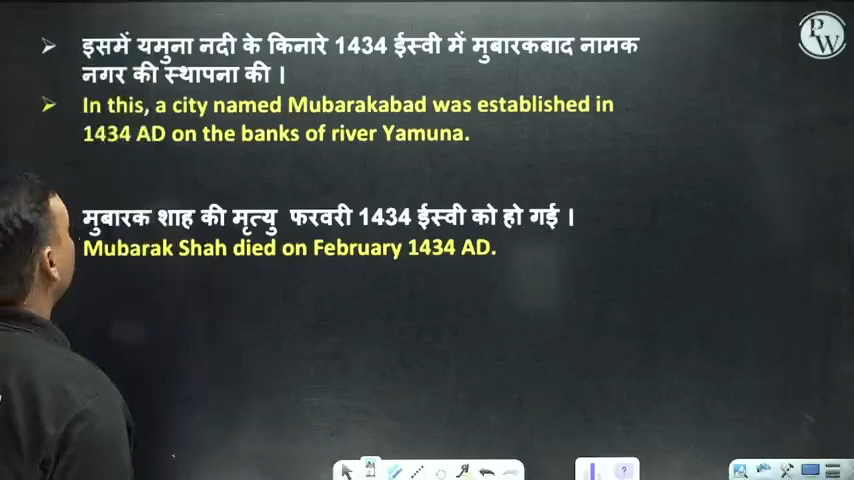 PW
इसमें यमुना नदी के किनारे 1434 ईस्वी में मुबारकबाद नामक
नगर की स्थापना की ।
In this, a city named Mubarakabad was established in
1434 AD on the banks of river Yamuna.
मुबारक शाह की मृत्यु फरवरी 1434 ईस्वी को हो गई ।
Mubarak Shah died on February 1434 AD.